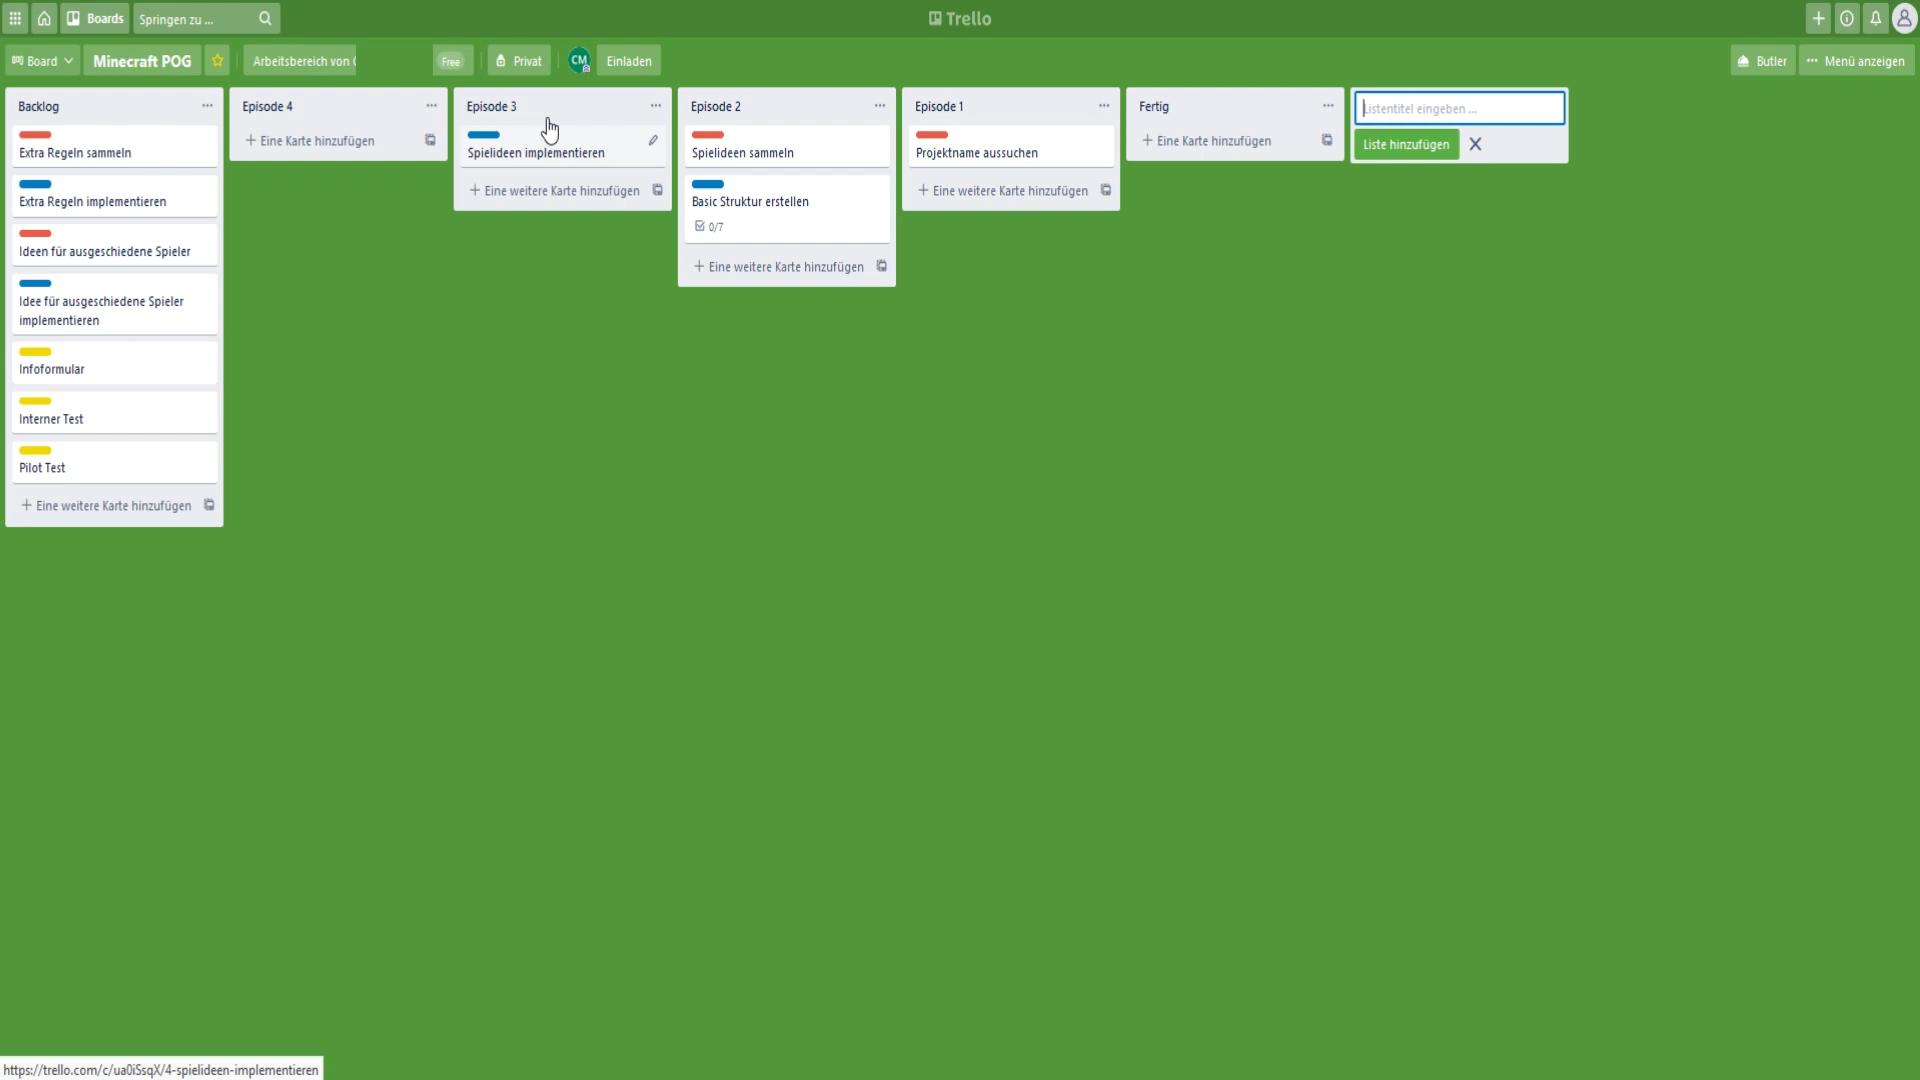 Boards
Springen zu ...
Trello
Board
Minecraft POG
Arbeitsbereich von
Free
Privat
CM
Einladen
Butler
Menü anzeigen
Backlog
Extra Regeln sammeln
Extra Regeln implementieren
Ideen für ausgeschiedene Spieler
Idee für ausgeschiedene Spieler
implementieren
Infoformular
Interner Test
Pilot Test
+ Eine weitere Karte hinzufügen
Episode 4
+ Eine Karte hinzufügen
Episode 3
Spielideen implementieren
+ Eine weitere Karte hinzufügen
Episode 2
Spielideen sammeln
Basic Struktur erstellen
0/7
+ Eine weitere Karte hinzufügen
Episode 1
Projektname aussuchen
+ Eine weitere Karte hinzufügen
Fertig
+ Eine Karte hinzufügen
Listentitel eingeben ...
Liste hinzufügen
https://trello.com/c/ua0iSsqX/4-spielideen-implementieren